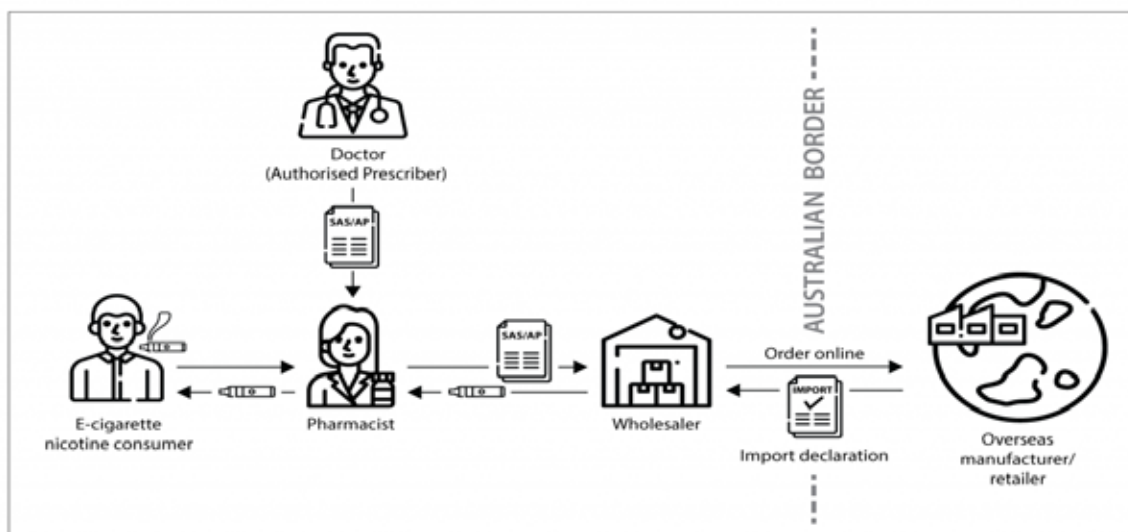 Doctor
(Authorised Prescriber)
SAS/AP
AUSTRALIAN BORDER
E-cigarette
nicotine consumer
Pharmacist
SAS/AP
Wholesaler
Order online
IMPORT
Import declaration
Overseas
manufacturer/
retailer